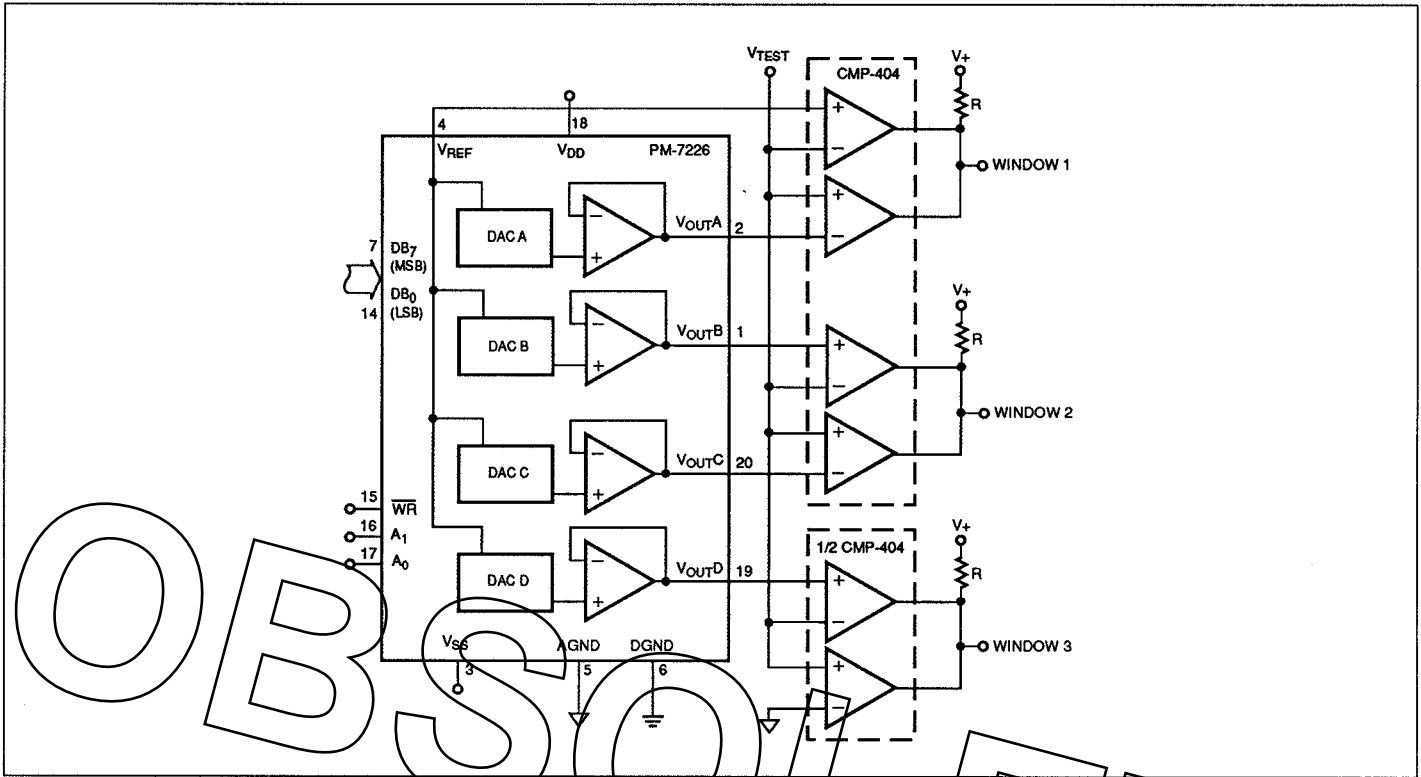 VTEST
CMP-404
V+
R
4
18
VREF
VDD
PM-7226
+
−
WINDOW 1
+
−
DAC A
−
+
VOUTA
2
7
DB7
(MSB)
DB0
14
(LSB)
V+
R
DAC B
−
+
VOUTB
1
+
−
WINDOW 2
+
−
DAC C
−
+
VOUTC
20
15
W̅R̅
16
A1
17
A0
V+
1/2 CMP-404
R
DAC D
−
+
VOUTD
19
+
−
WINDOW 3
+
−
VSS
AGND
DGND
3
5
6
OBSOL